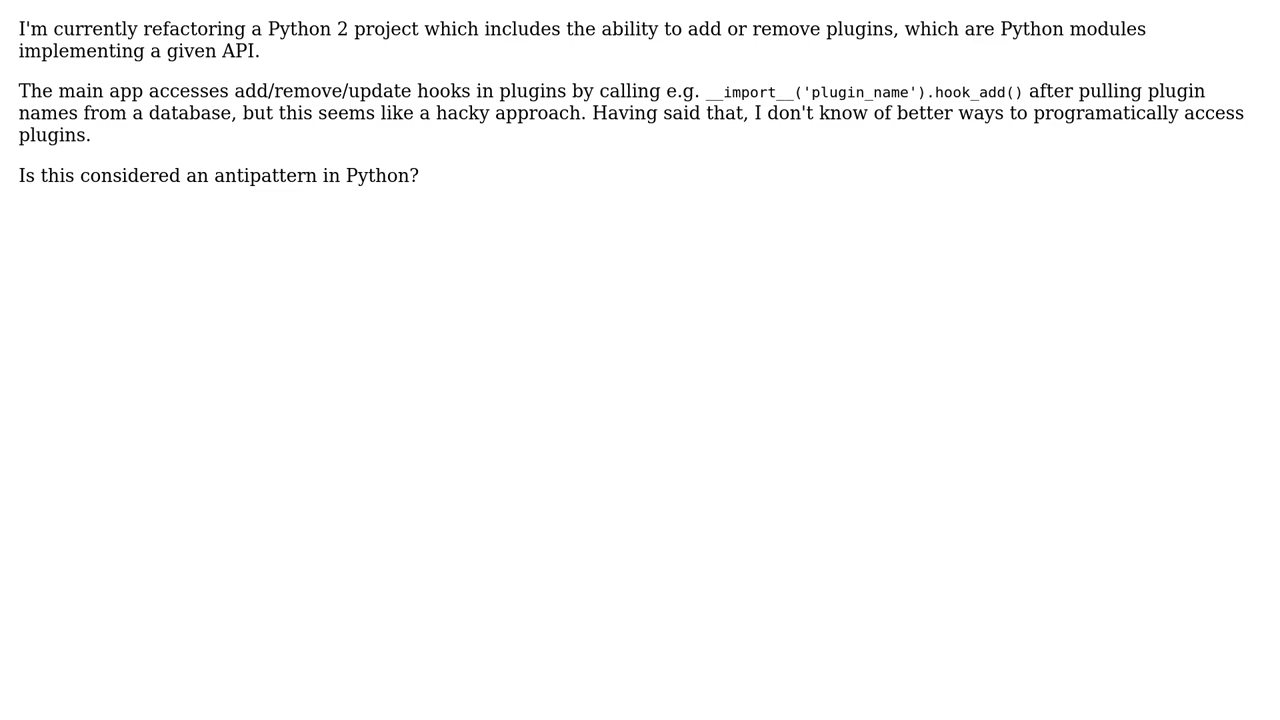 I'm currently refactoring a Python 2 project which includes the ability to add or remove plugins, which are Python modules
implementing a given API.
The main app accesses add/remove/update hooks in plugins by calling e.g. __import__('plugin_name').hook_add() after pulling plugin
names from a database, but this seems like a hacky approach. Having said that, I don't know of better ways to programatically access
plugins.
Is this considered an antipattern in Python?